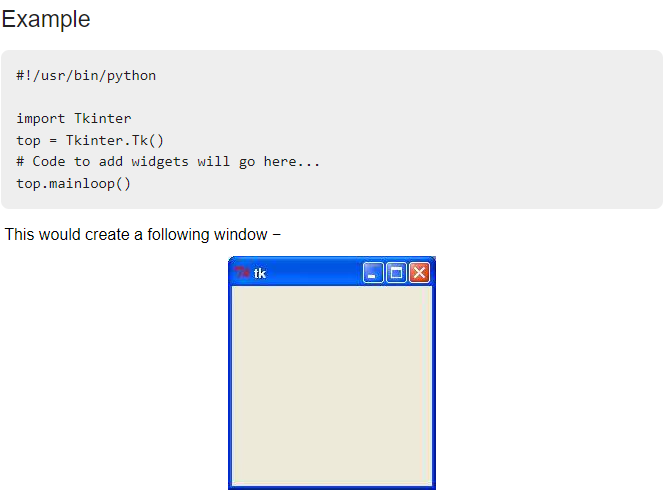 Example
#!/usr/bin/python
import Tkinter
top = Tkinter.Tk()
# Code to add widgets will go here...
top.mainloop()
This would create a following window −
tk